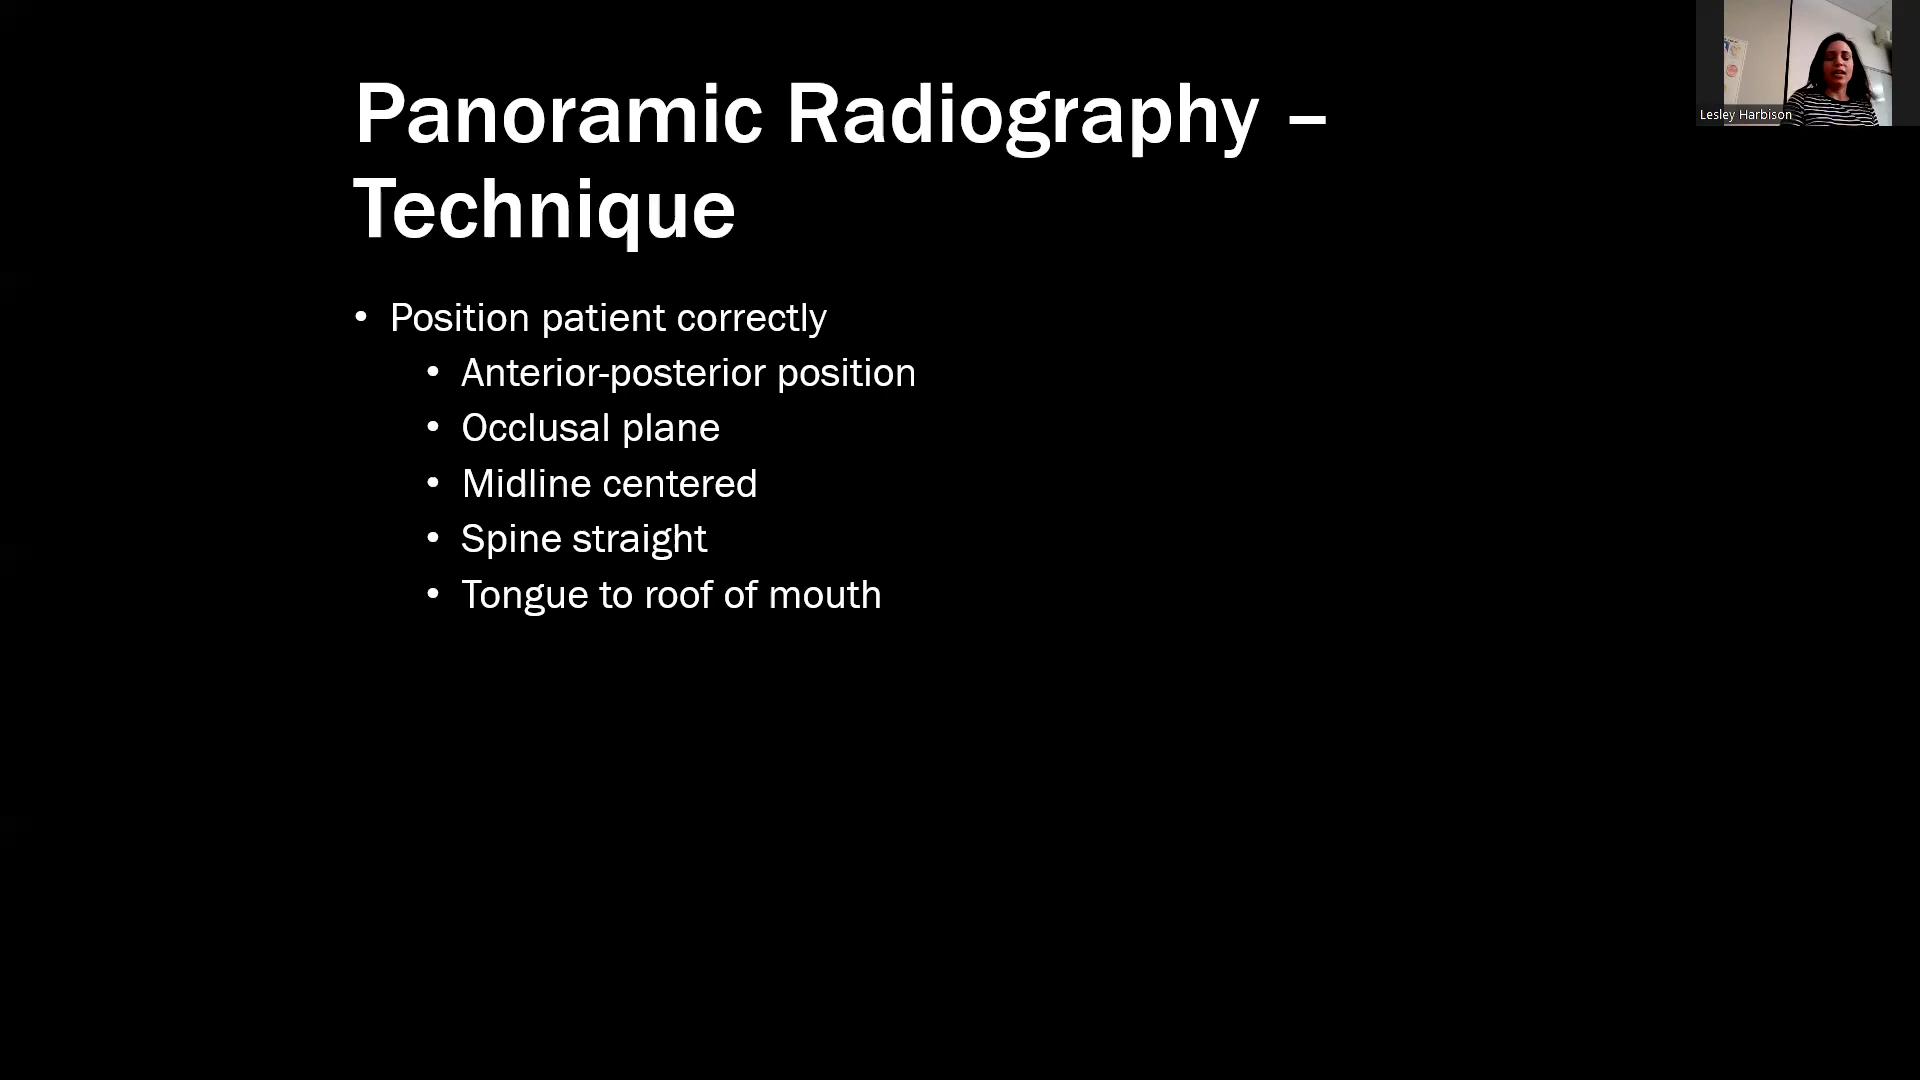 Panoramic Radiography –
Technique
• Position patient correctly
• Anterior-posterior position
• Occlusal plane
• Midline centered
• Spine straight
• Tongue to roof of mouth
Lesley Harbison